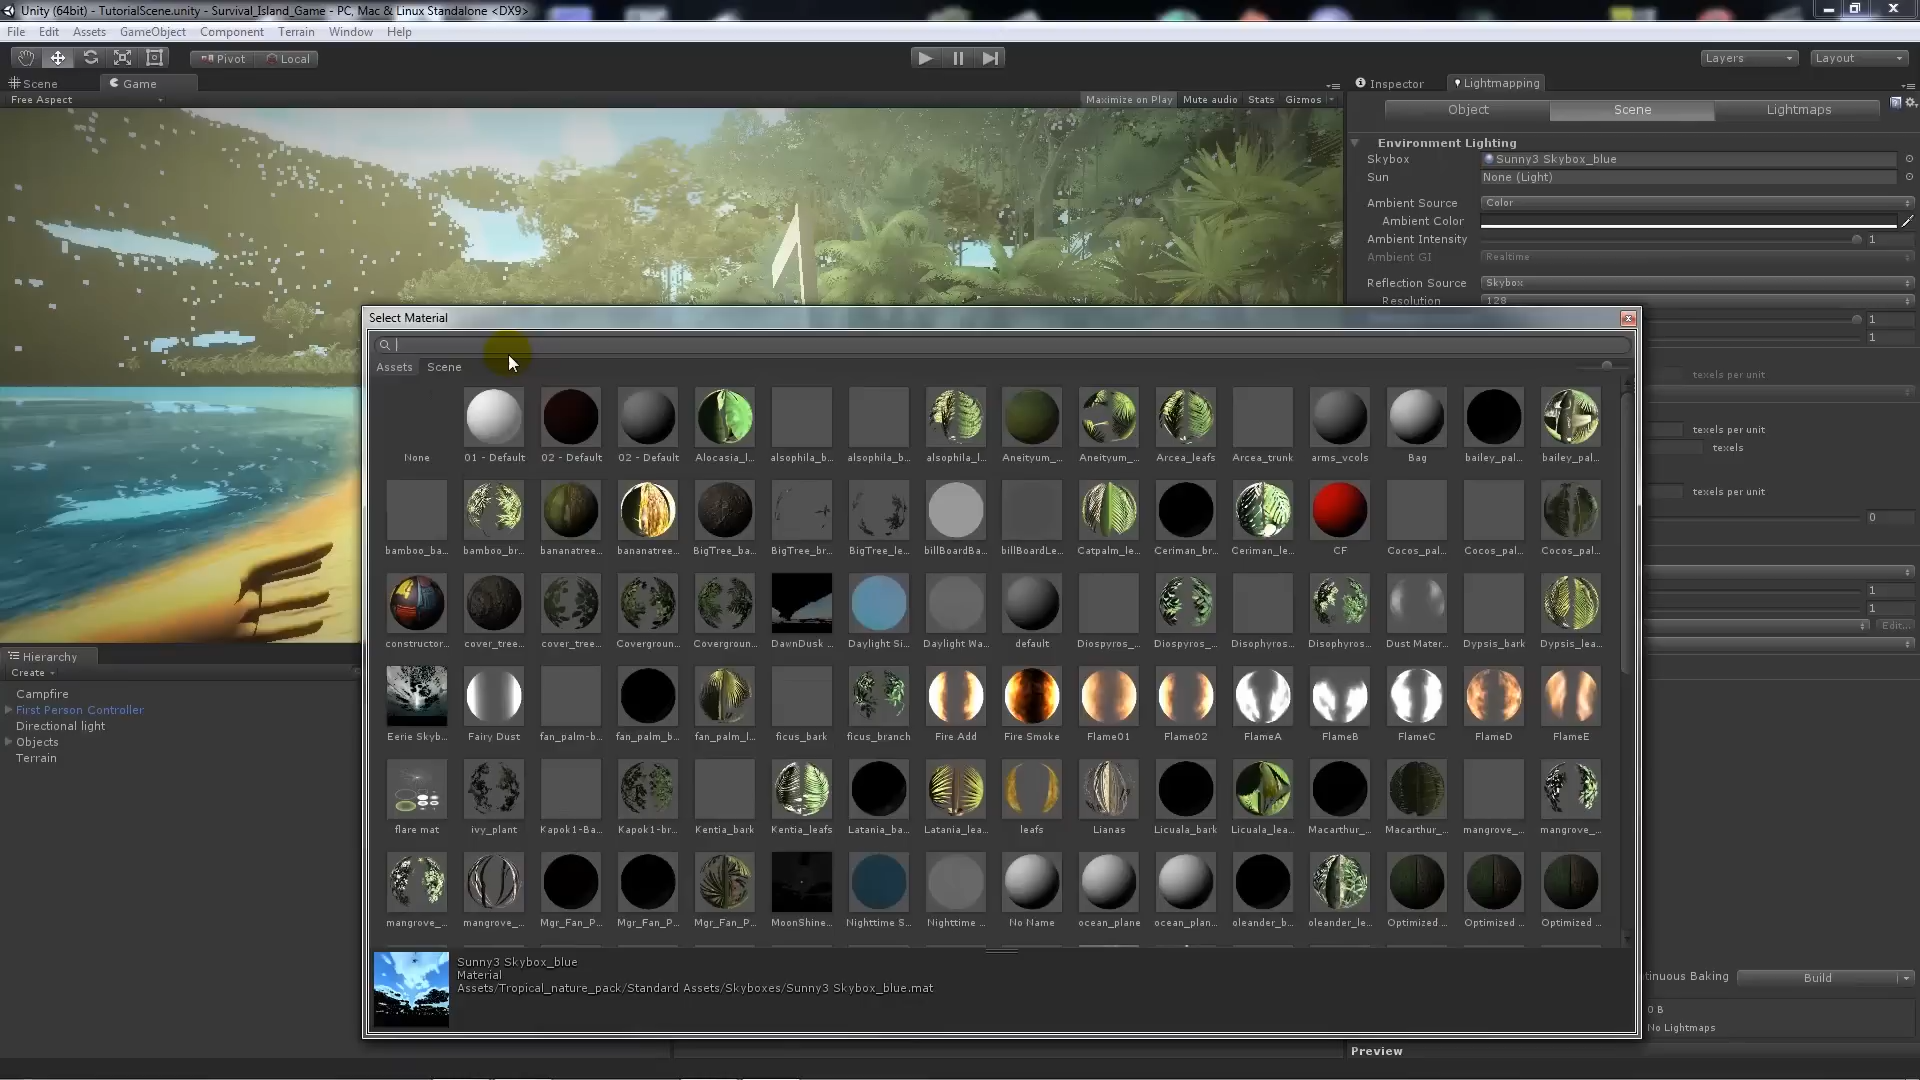 Unity (64bit) - TutorialScene.unity - Survival_Island_Game - PC, Mac & Linux Standalone <DX9>
File Edit Assets GameObject Component Terrain Window Help
Pivot Local Layers Layout
Scene Game Inspector Lightmapping
Free Aspect Maximize on Play Mute audio Stats Gizmos
Object Scene Lightmaps
Environment Lighting
Skybox Sunny3 Skybox_blue
Sun None (Light)
Ambient Source Color
Ambient Color
Ambient Intensity 1
Ambient GI Realtime
Reflection Source Skybox
Resolution 128
1
1
texels per unit
texels per unit
texels
texels per unit
0
1
1
Edit...
Select Material
Assets Scene
None 01 - Default 02 - Default 02 - Default Alocasia_l... alsophila_b... alsophila_b... alsophila_l... Aneityum_... Aneityum_... Arcea_leafs Arcea_trunk arms_vcols Bag bailey_pal... bailey_pal...
bamboo_ba... bamboo_br... bananatree... bananatree... BigTree_ba... BigTree_br... BigTree_le... billBoardBa... billBoardLe... Catpalm_le... Ceriman_br... Ceriman_le... CF Cocos_pal... Cocos_pal... Cocos_pal...
constructor... cover_tree... cover_tree... Covergroun... Covergroun... DawnDusk ... Daylight Si... Daylight Wa... default Diospyros_... Diospyros_... Disophyros... Disophyros... Dust Mater... Dypsis_bark Dypsis_lea...
Eerie Skyb... Fairy Dust fan_palm-b... fan_palm_b... fan_palm_l... ficus_bark ficus_branch Fire Add Fire Smoke Flame01 Flame02 FlameA FlameB FlameC FlameD FlameE
flare mat ivy_plant Kapok1-Ba... Kapok1-br... Kentia_bark Kentia_leafs Latania_ba... Latania_lea... leafs Lianas Licuala_bark Licuala_lea... Macarthur_... Macarthur_... mangrove_... mangrove_...
mangrove_... mangrove_... Mgr_Fan_P... Mgr_Fan_P... Mgr_Fan_P... MoonShine... Nighttime S... Nighttime ... No Name ocean_plane ocean_plan... oleander_b... oleander_le... Optimized ... Optimized ... Optimized ...
Sunny3 Skybox_blue
Material
Assets/Tropical_nature_pack/Standard Assets/Skyboxes/Sunny3 Skybox_blue.mat
Hierarchy
Create
Campfire
First Person Controller
Directional light
Objects
Terrain
tinuous Baking Build
0 B
No Lightmaps
Preview